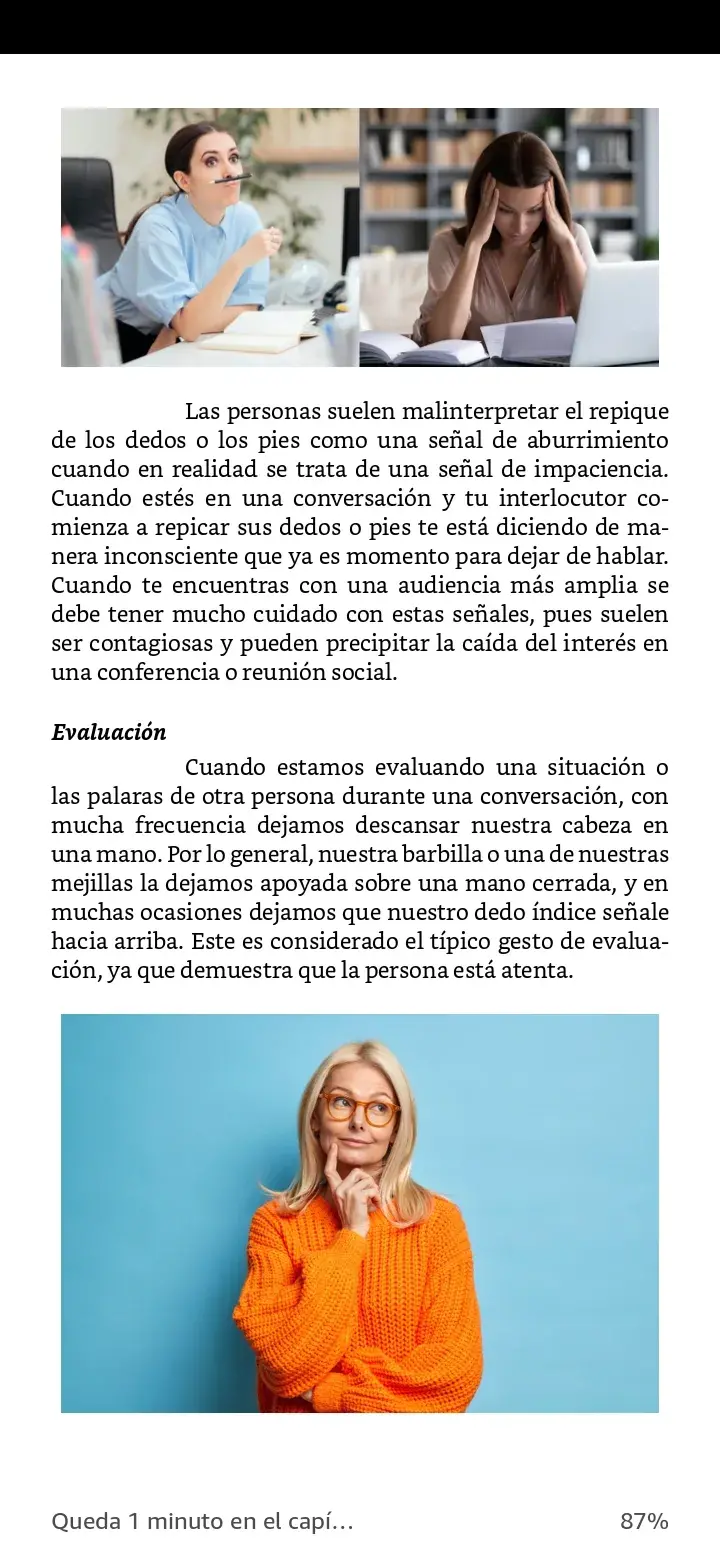 Las personas suelen malinterpretar el repique
de los dedos o los pies como una señal de aburrimiento
cuando en realidad se trata de una señal de impaciencia.
Cuando estés en una conversación y tu interlocutor co-
mienza a repicar sus dedos o pies te está diciendo de ma-
nera inconsciente que ya es momento para dejar de hablar.
Cuando te encuentras con una audiencia más amplia se
debe tener mucho cuidado con estas señales, pues suelen
ser contagiosas y pueden precipitar la caída del interés en
una conferencia o reunión social.
Evaluación
Cuando estamos evaluando una situación o
las palaras de otra persona durante una conversación, con
mucha frecuencia dejamos descansar nuestra cabeza en
una mano. Por lo general, nuestra barbilla o una de nuestras
mejillas la dejamos apoyada sobre una mano cerrada, y en
muchas ocasiones dejamos que nuestro dedo índice señale
hacia arriba. Este es considerado el típico gesto de evalua-
ción, ya que demuestra que la persona está atenta.
Queda 1 minuto en el capí…
87%